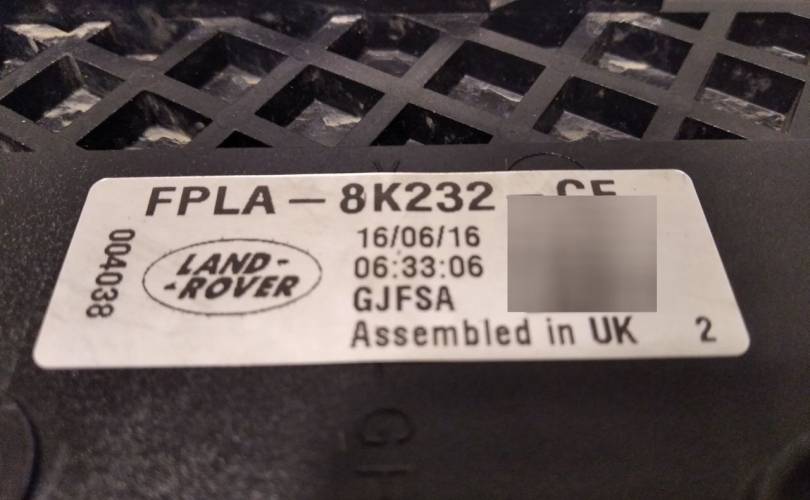 FPLA - 8K232
004038
LAND-
-ROVER
16/06/16
06:33:06
GJFSA
Assembled in UK
2